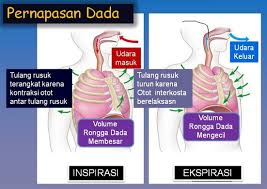 Pernapasan Dada
Udara
masuk
Tulang rusuk
terangkat karena
kontraksi otot
antar tulang rusuk
Volume
Rongga Dada
Membesar
INSPIRASI
Udara
Keluar
Tulang rusuk
turun karena
Otot interkosta
berelaksasn
Volume
Rongga Dada
Mengecil
EKSPIRASI